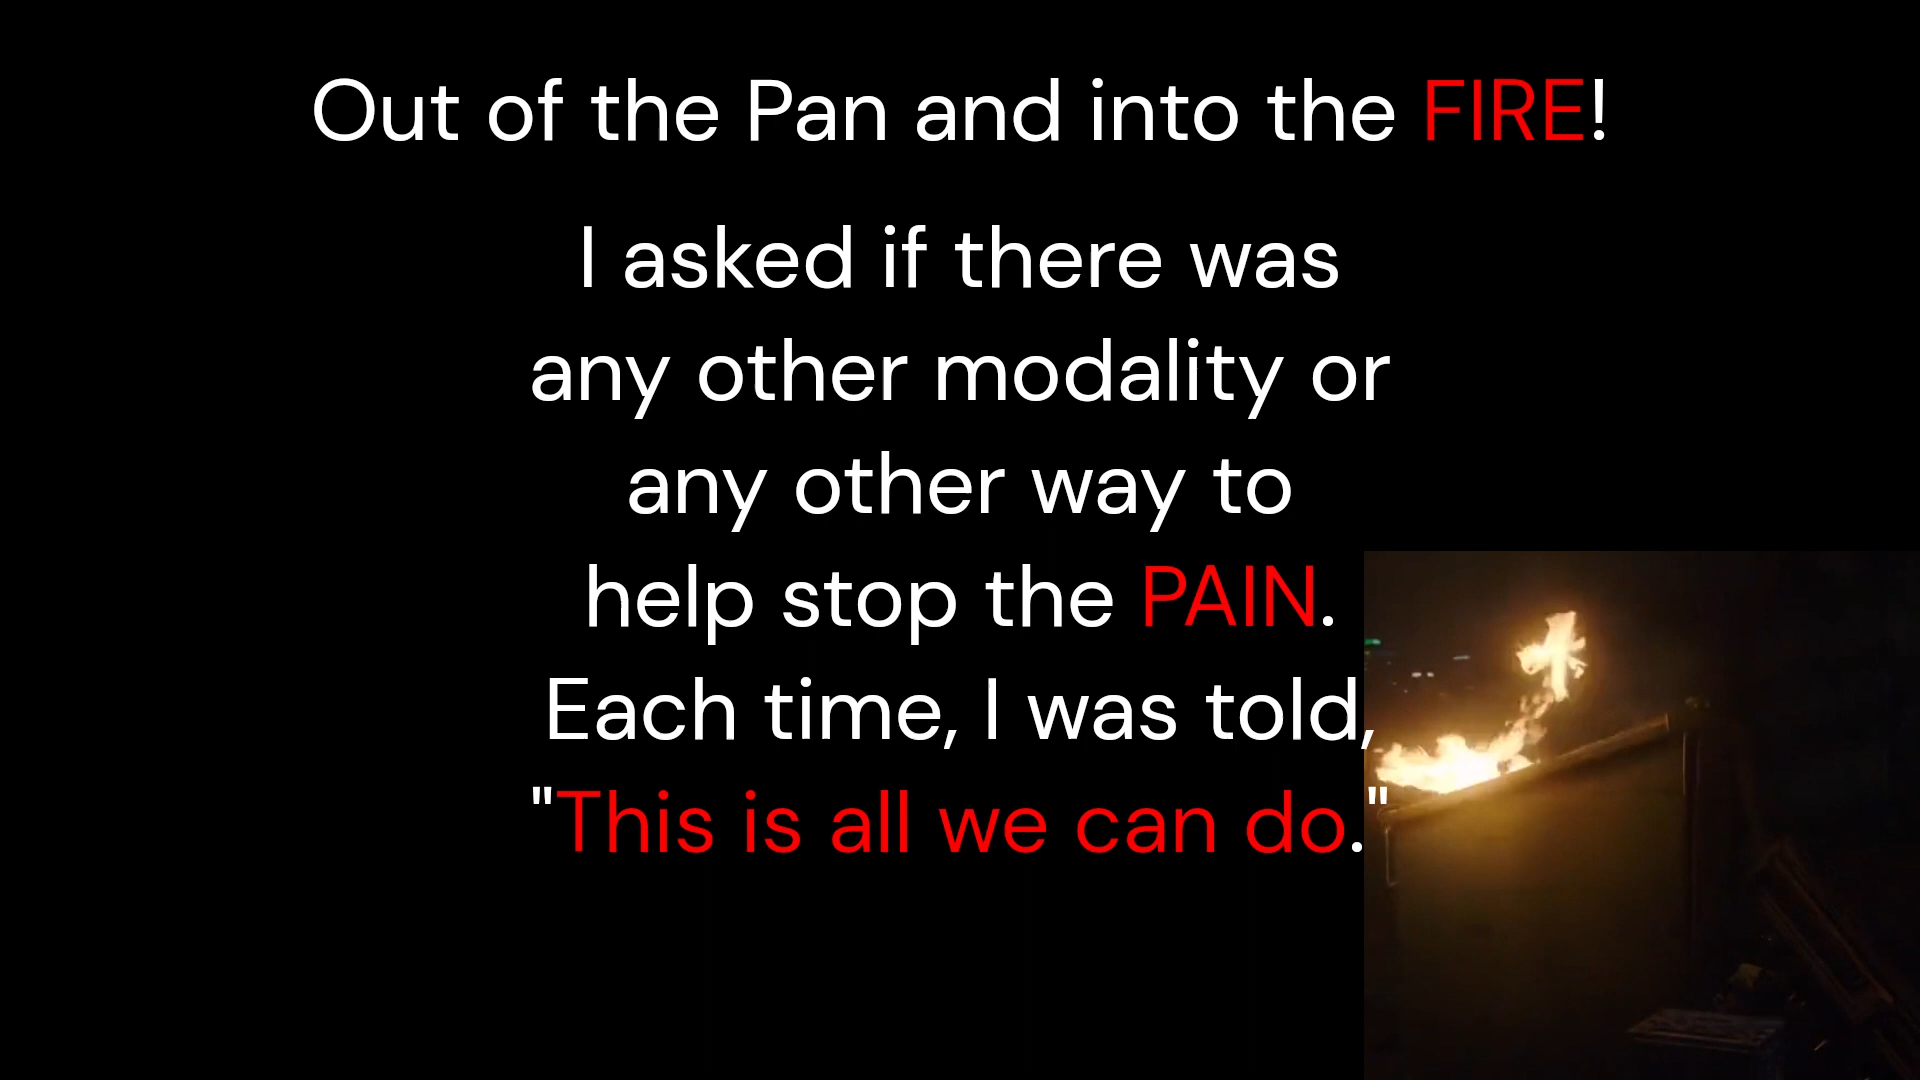 Out of the Pan and into the FIRE!
I asked if there was
any other modality or
any other way to
help stop the PAIN.
Each time, I was told,
"This is all we can do."